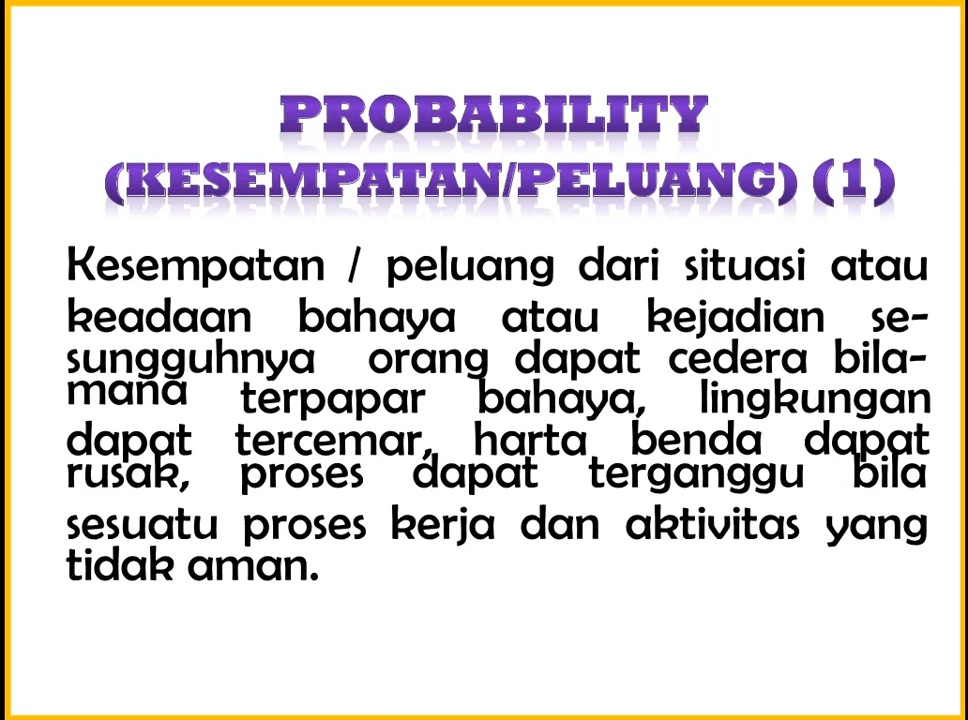 PROBABILITY
(KESEMPATAN/PELUANG) (1)
Kesempatan / peluang dari situasi atau
keadaan bahaya atau kejadian se-
sungguhnya orang dapat cedera bila-
mana terpapar bahaya, lingkungan
dapat tercemar, harta benda dapat
rusak, proses dapat terganggu bila
sesuatu proses kerja dan aktivitas yang
tidak aman.